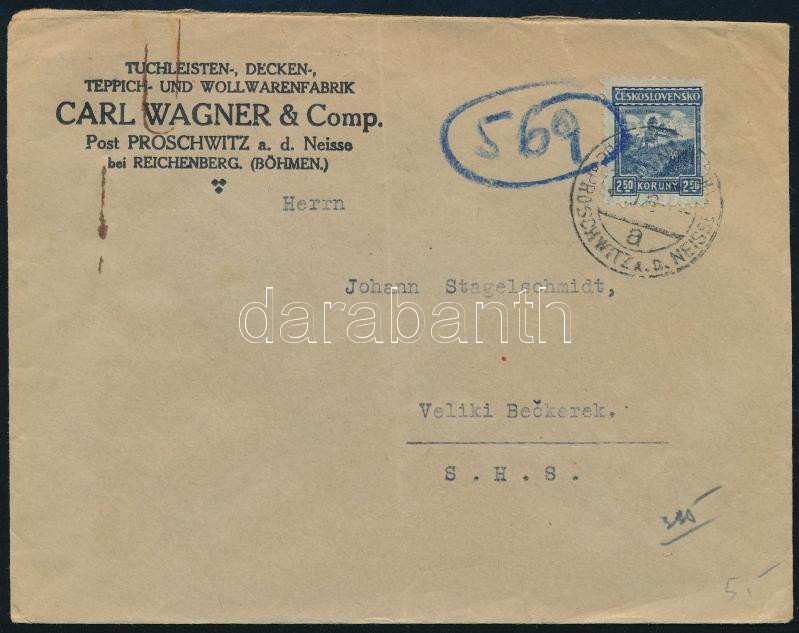 TUCHLEISTEN-, DECKEN-,
TEPPICH- UND WOLLWARENFABRIK
CARL WAGNER & Comp.
Post PROSCHWITZ a. d. Neisse
bei REICHENBERG. (BÖHMEN.)
569
ČESKOSLOVENSKO
2·50 KORUNY 2·50
PROSCHWITZ A. D. NEISSE
a
Herrn
Johann Stagelschmidt,
darabanth
Veliki Bečkerek.
S . H . S .
5.-